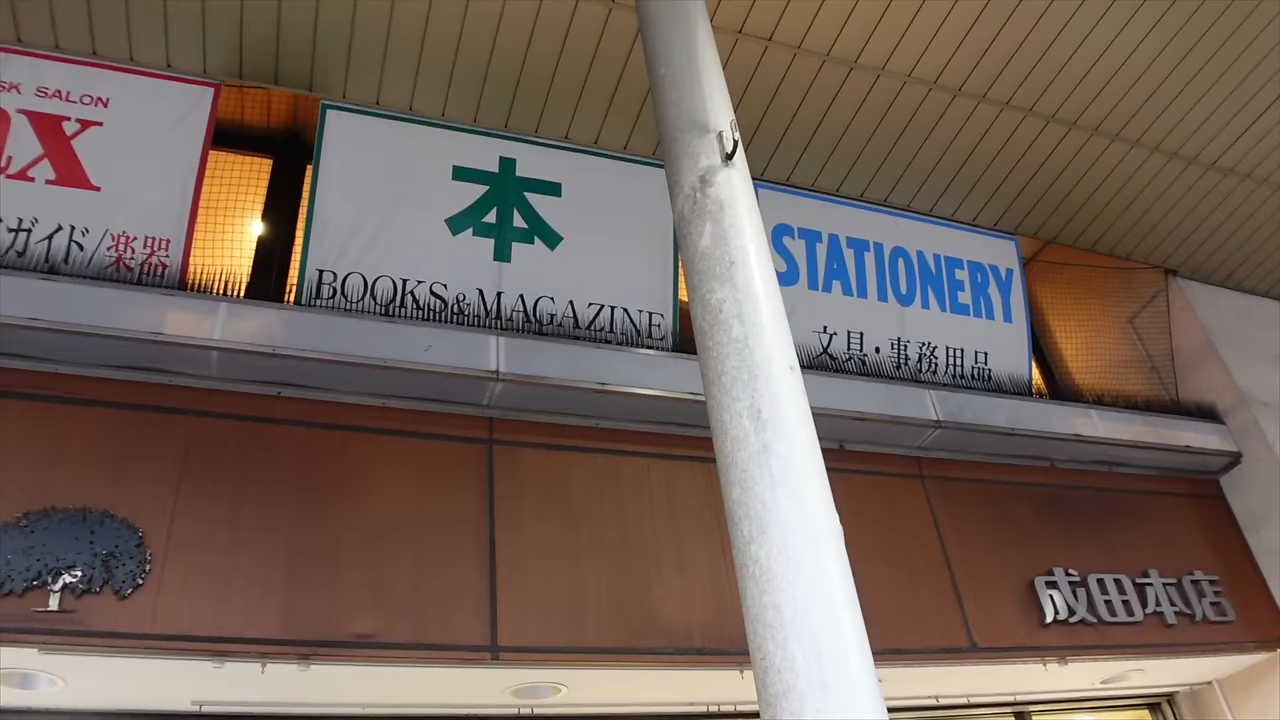 SK SALON
ax
ガイド/楽器
本
BOOKS&MAGAZINE
STATIONERY
文具・事務用品
成田本店